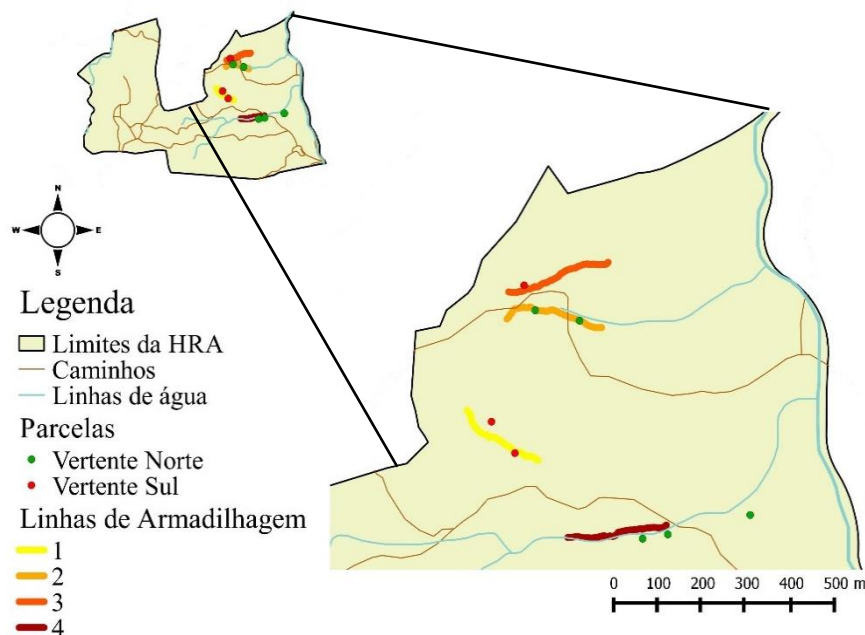 N
W E
S
Legenda
Limites da HRA
Caminhos
Linhas de água
Parcelas
Vertente Norte
Vertente Sul
Linhas de Armadilhagem
1
2
3
4
0 100 200 300 400 500 m